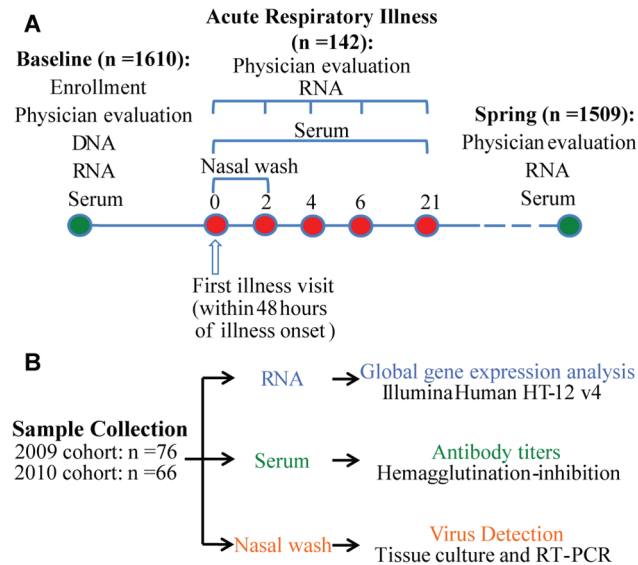 A
Acute Respiratory Illness
(n =142):
Physician evaluation
RNA
Baseline (n =1610):
Enrollment
Physician evaluation
DNA
RNA
Serum
Serum
Nasal wash
0 2 4 6 21
Spring (n =1509):
Physician evaluation
RNA
Serum
First illness visit
(within 48 hours
of illness onset)
B
Sample Collection
2009 cohort: n =76
2010 cohort: n =66
RNA
Global gene expression analysis
Illumina Human HT-12 v4
Serum
Antibody titers
Hemagglutination-inhibition
Nasal wash
Virus Detection
Tissue culture and RT-PCR